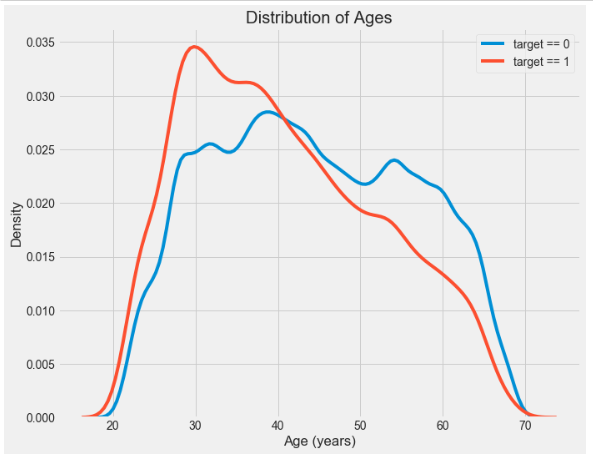 Distribution of Ages
target == 0
target == 1
0.035
0.030
0.025
0.020
0.015
0.010
0.005
0.000
Density
20 30 40 50 60 70
Age (years)